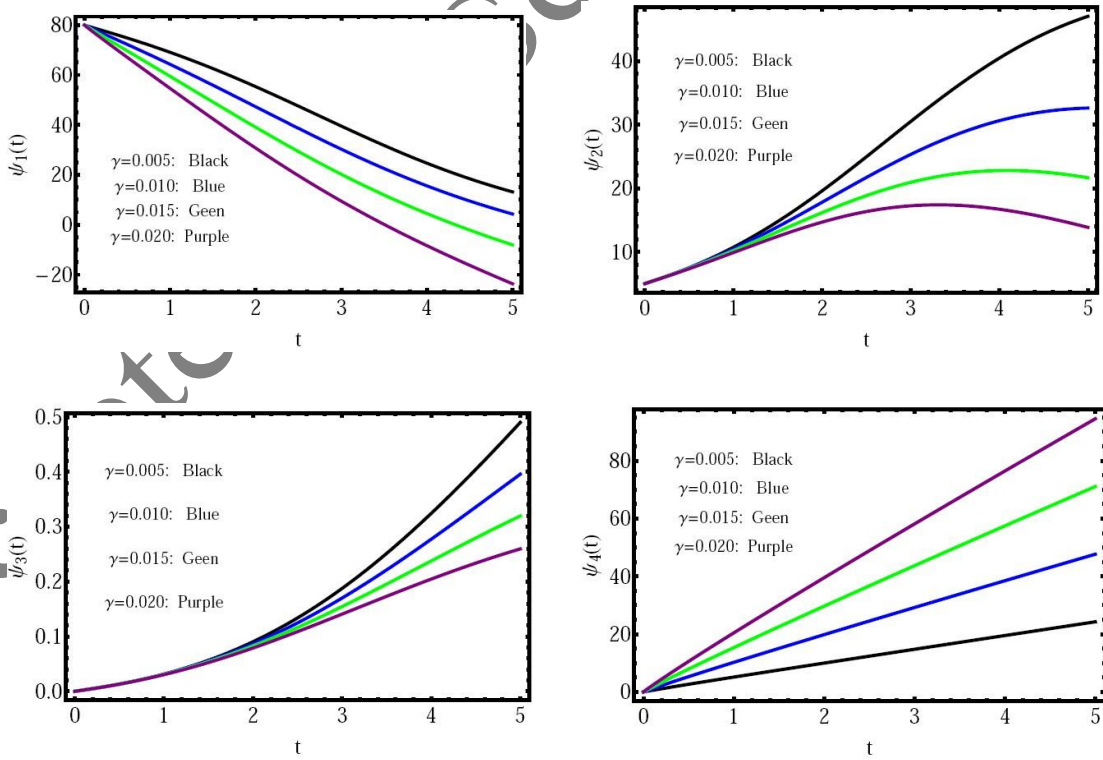 80
60
40
20
0
−20
ψ1(t)
γ=0.005: Black
γ=0.010: Blue
γ=0.015: Geen
γ=0.020: Purple
0 1 2 3 4 5
t
40
30
20
10
ψ2(t)
γ=0.005: Black
γ=0.010: Blue
γ=0.015: Geen
γ=0.020: Purple
0 1 2 3 4 5
t
0.5
0.4
0.3
0.2
0.1
0.0
ψ3(t)
γ=0.005: Black
γ=0.010: Blue
γ=0.015: Geen
γ=0.020: Purple
0 1 2 3 4 5
t
80
60
40
20
0
ψ4(t)
γ=0.005: Black
γ=0.010: Blue
γ=0.015: Geen
γ=0.020: Purple
0 1 2 3 4 5
t